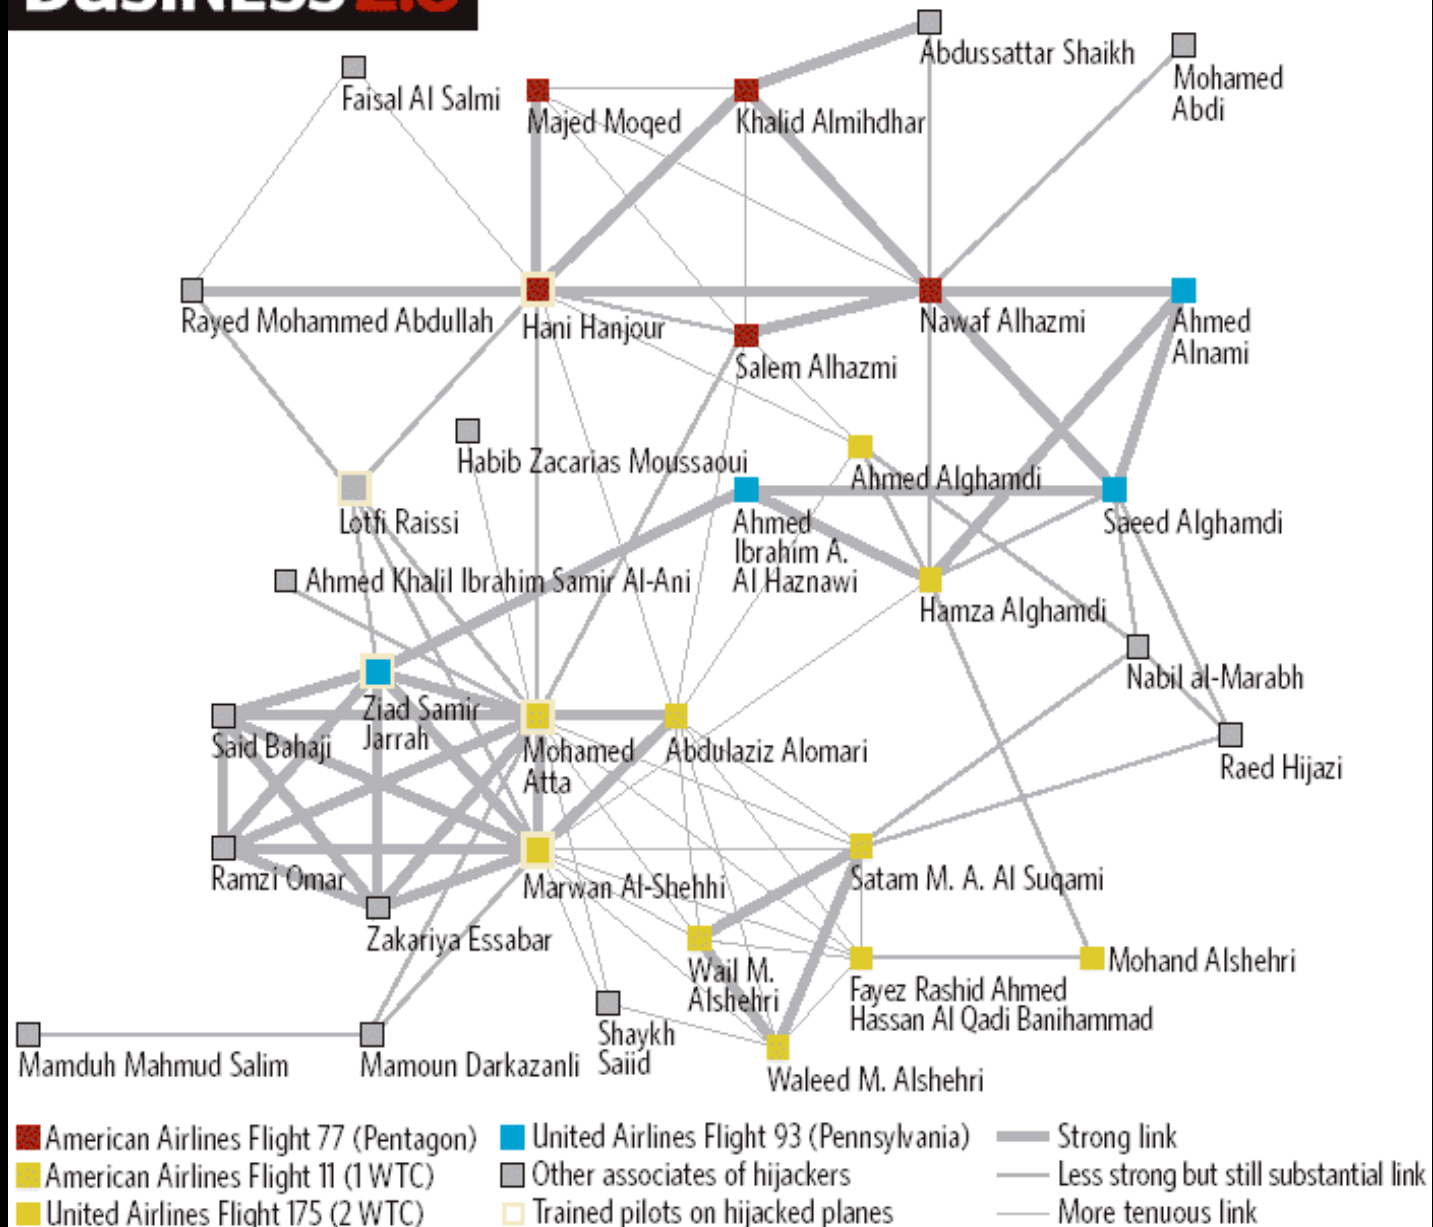 BUSINESS 2.0
Abdussattar Shaikh
Mohamed
Abdi
Faisal Al Salmi
Majed Moqed
Khalid Almihdhar
Rayed Mohammed Abdullah
Hani Hanjour
Nawaf Alhazmi
Ahmed
Alnami
Salem Alhazmi
Habib Zacarias Moussaoui
Ahmed Alghamdi
Lotfi Raissi
Ahmed
Ibrahim A.
Al Haznawi
Saeed Alghamdi
Ahmed Khalil Ibrahim Samir Al-Ani
Hamza Alghamdi
Nabil al-Marabh
Said Bahaji
Ziad Samir
Jarrah
Mohamed
Atta
Abdulaziz Alomari
Raed Hijazi
Ramzi Omar
Marwan Al-Shehhi
Satam M. A. Al Suqami
Zakariya Essabar
Wail M.
Alshehri
Fayez Rashid Ahmed
Hassan Al Qadi Banihammad
Mohand Alshehri
Mamduh Mahmud Salim
Mamoun Darkazanli
Shaykh
Saiid
Waleed M. Alshehri
American Airlines Flight 77 (Pentagon)
American Airlines Flight 11 (1 WTC)
United Airlines Flight 175 (2 WTC)
United Airlines Flight 93 (Pennsylvania)
Other associates of hijackers
Trained pilots on hijacked planes
Strong link
Less strong but still substantial link
More tenuous link